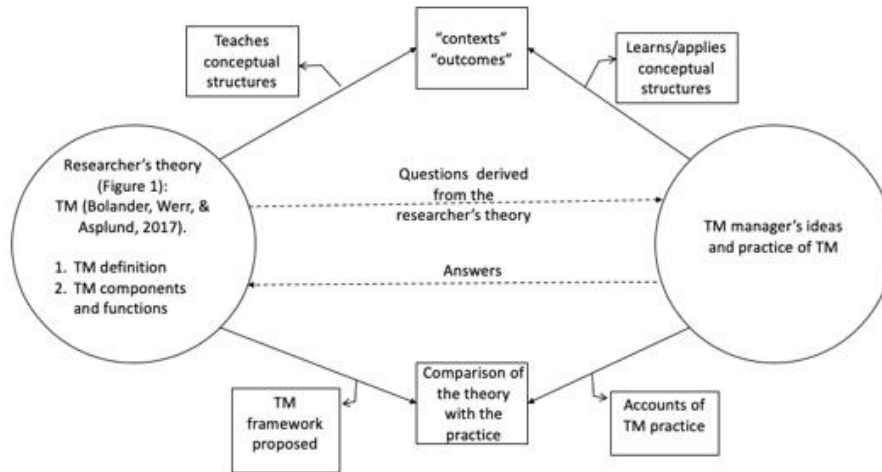 Teaches
conceptual
structures
“contexts”
“outcomes”
Learns/applies
conceptual
structures
Researcher’s theory
(Figure 1):
TM (Bolander, Werr, &
Asplund, 2017).
1. TM definition
2. TM components
and functions
Questions derived
from the
researcher’s theory
Answers
TM manager’s ideas
and practice of TM
TM
framework
proposed
Comparison of
the theory
with the
practice
Accounts of
TM practice